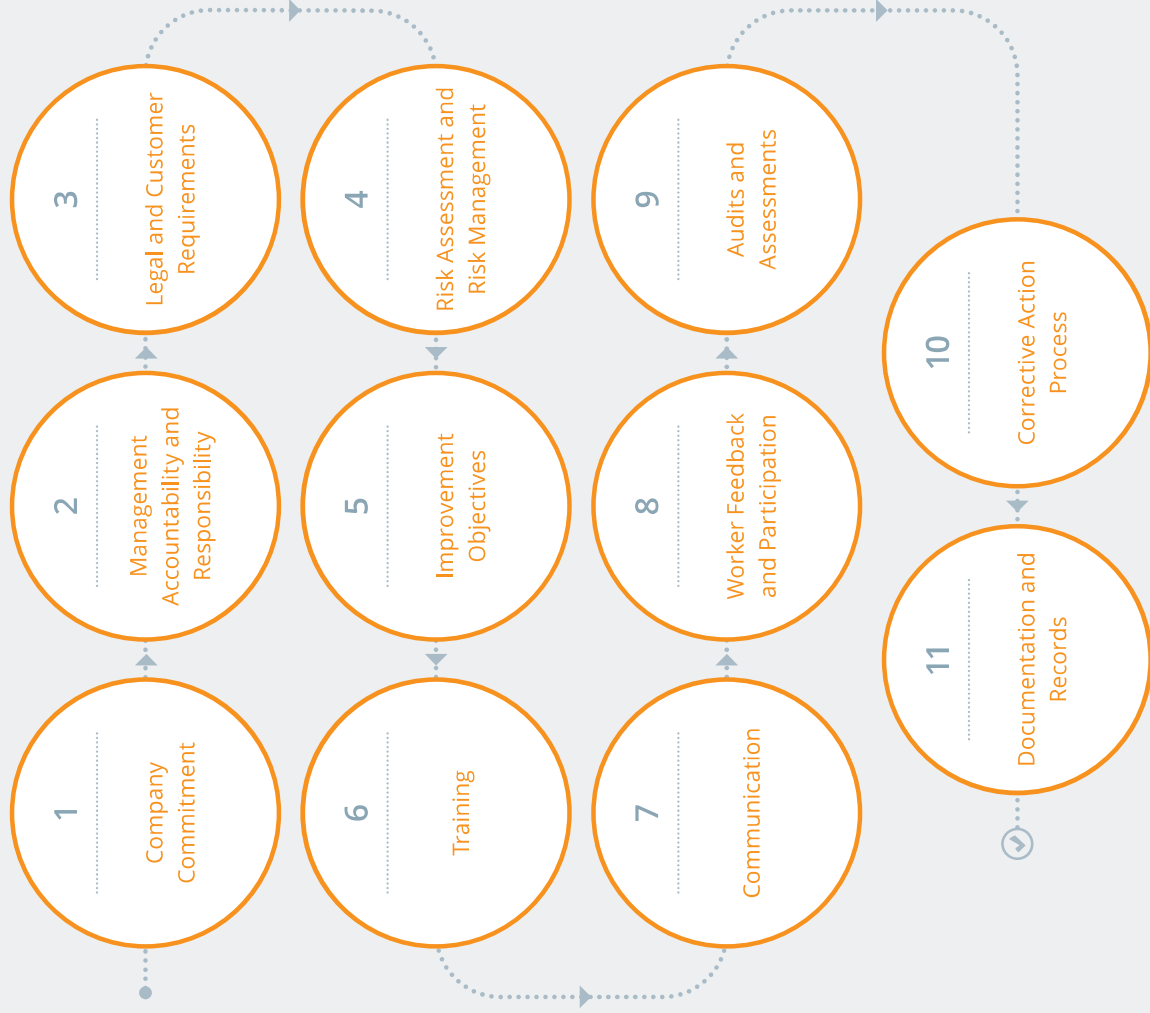 1
Company
Commitment
2
Management
Accountability and
Responsibility
3
Legal and Customer
Requirements
4
Risk Assessment and
Risk Management
5
Improvement
Objectives
6
Training
7
Communication
8
Worker Feedback
and Participation
9
Audits and
Assessments
10
Corrective Action
Process
11
Documentation and
Records